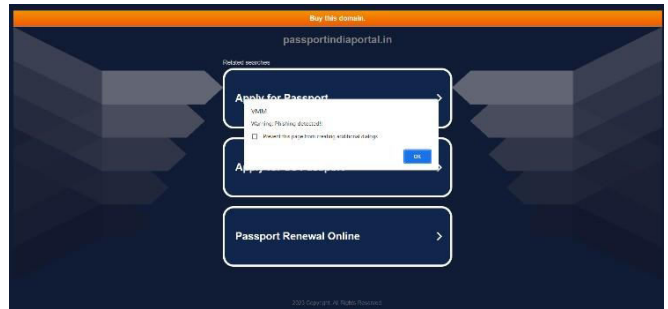 Buy this domain.
passportindiaportal.in
Related searches
Apply for Passport
VMM
Warning: Phishing detected!
Prevent this page from creating additional dialogs
OK
Passport Renewal Online
2023 Copyright. All Rights Reserved.